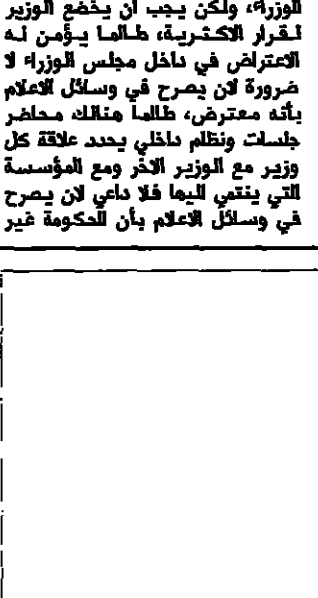 الوزراء، ولكن يجب ان يخضع الوزير
لقرار الاكثرية، طالما يؤمن له
الاعتراض في داخل مجلس الوزراء لا
ضرورة لان يصرح في وسائل الاعلام
بأنه معترض، طالما هنالك محاضر
جلسات ونظام داخلي يحدد علاقة كل
وزير مع الوزير الآخر ومع المؤسسة
التي ينتمي اليها فلا داعي لان يصرح
في وسائل الاعلام بأن الحكومة غير